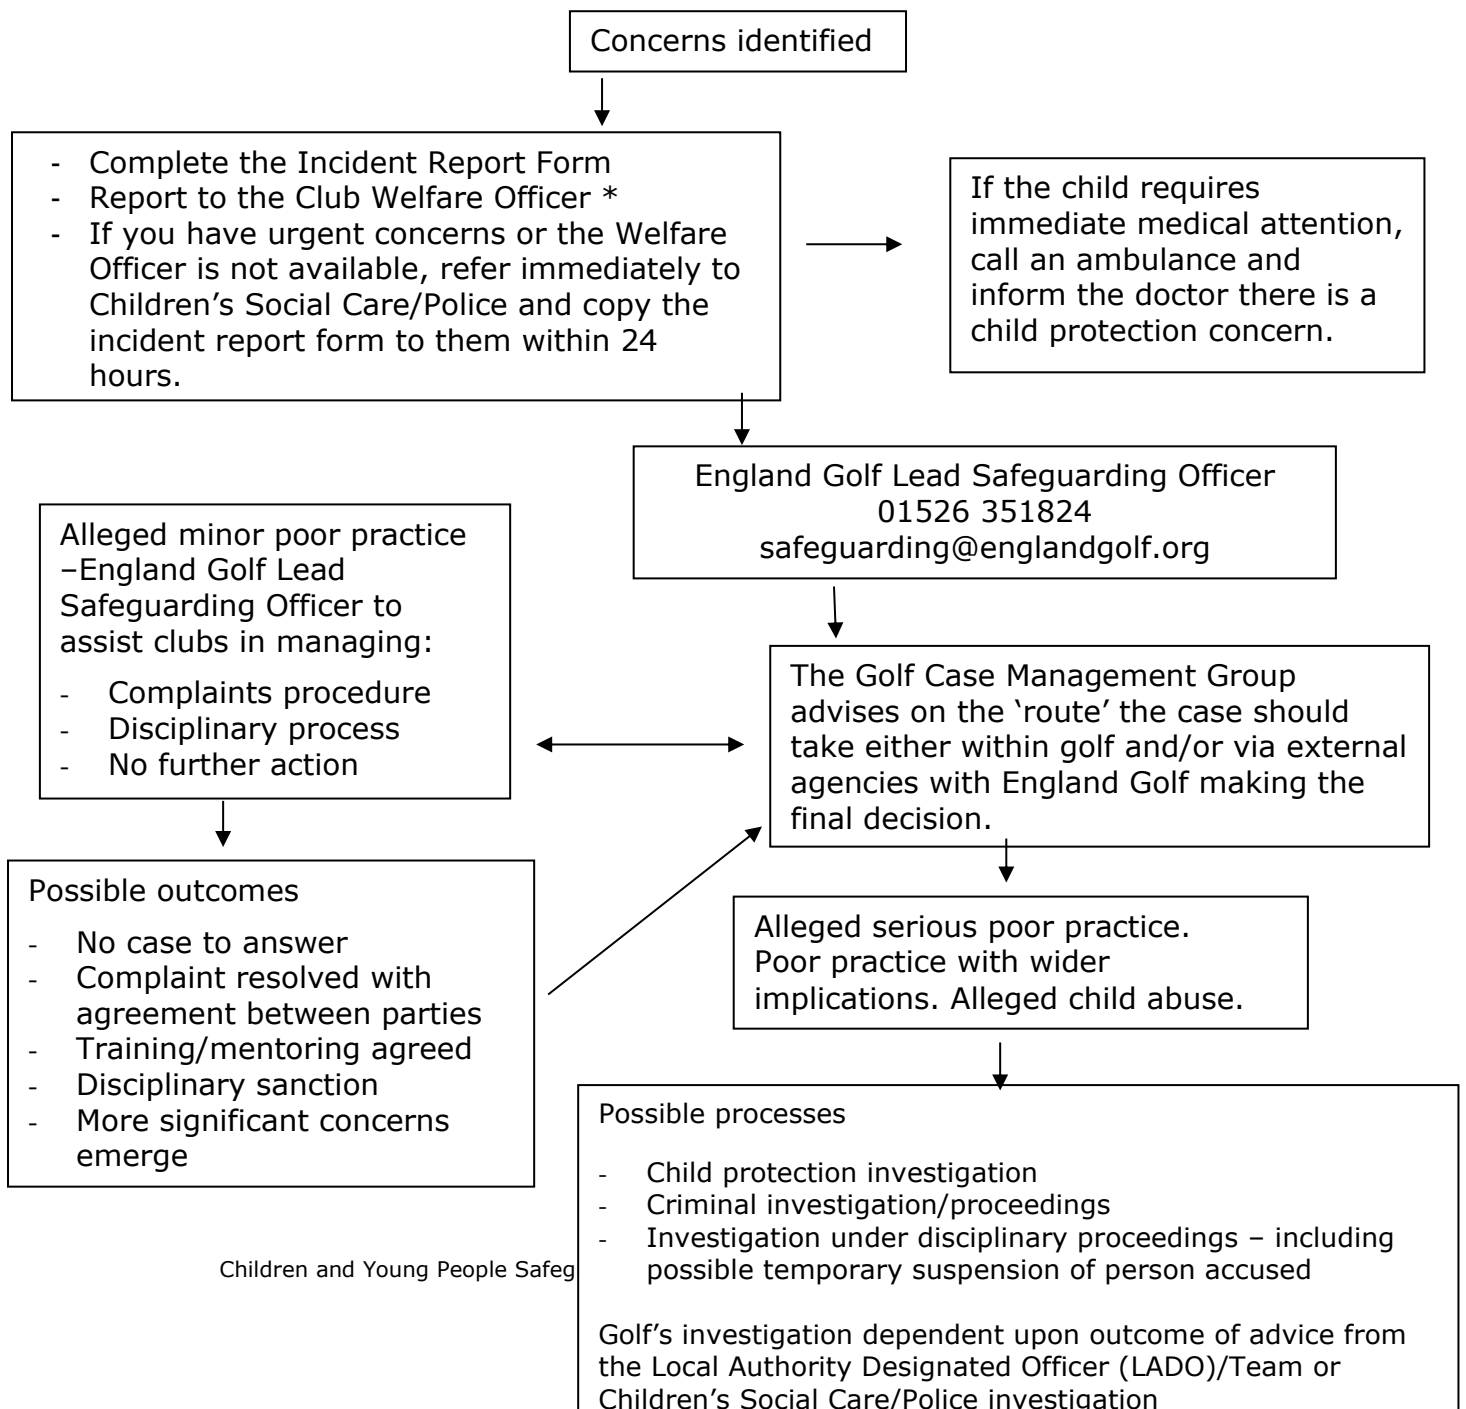 Concerns identified
- Complete the Incident Report Form
- Report to the Club Welfare Officer *
- If you have urgent concerns or the Welfare
Officer is not available, refer immediately to
Children’s Social Care/Police and copy the
incident report form to them within 24
hours.
If the child requires
immediate medical attention,
call an ambulance and
inform the doctor there is a
child protection concern.
England Golf Lead Safeguarding Officer
01526 351824
safeguarding@englandgolf.org
Alleged minor poor practice
–England Golf Lead
Safeguarding Officer to
assist clubs in managing:
- Complaints procedure
- Disciplinary process
- No further action
The Golf Case Management Group
advises on the ‘route’ the case should
take either within golf and/or via external
agencies with England Golf making the
final decision.
Possible outcomes
- No case to answer
- Complaint resolved with
agreement between parties
- Training/mentoring agreed
- Disciplinary sanction
- More significant concerns
emerge
Alleged serious poor practice.
Poor practice with wider
implications. Alleged child abuse.
Possible processes
- Child protection investigation
- Criminal investigation/proceedings
- Investigation under disciplinary proceedings – including
possible temporary suspension of person accused
Golf’s investigation dependent upon outcome of advice from
the Local Authority Designated Officer (LADO)/Team or
Children’s Social Care/Police investigation
Children and Young People Safeg